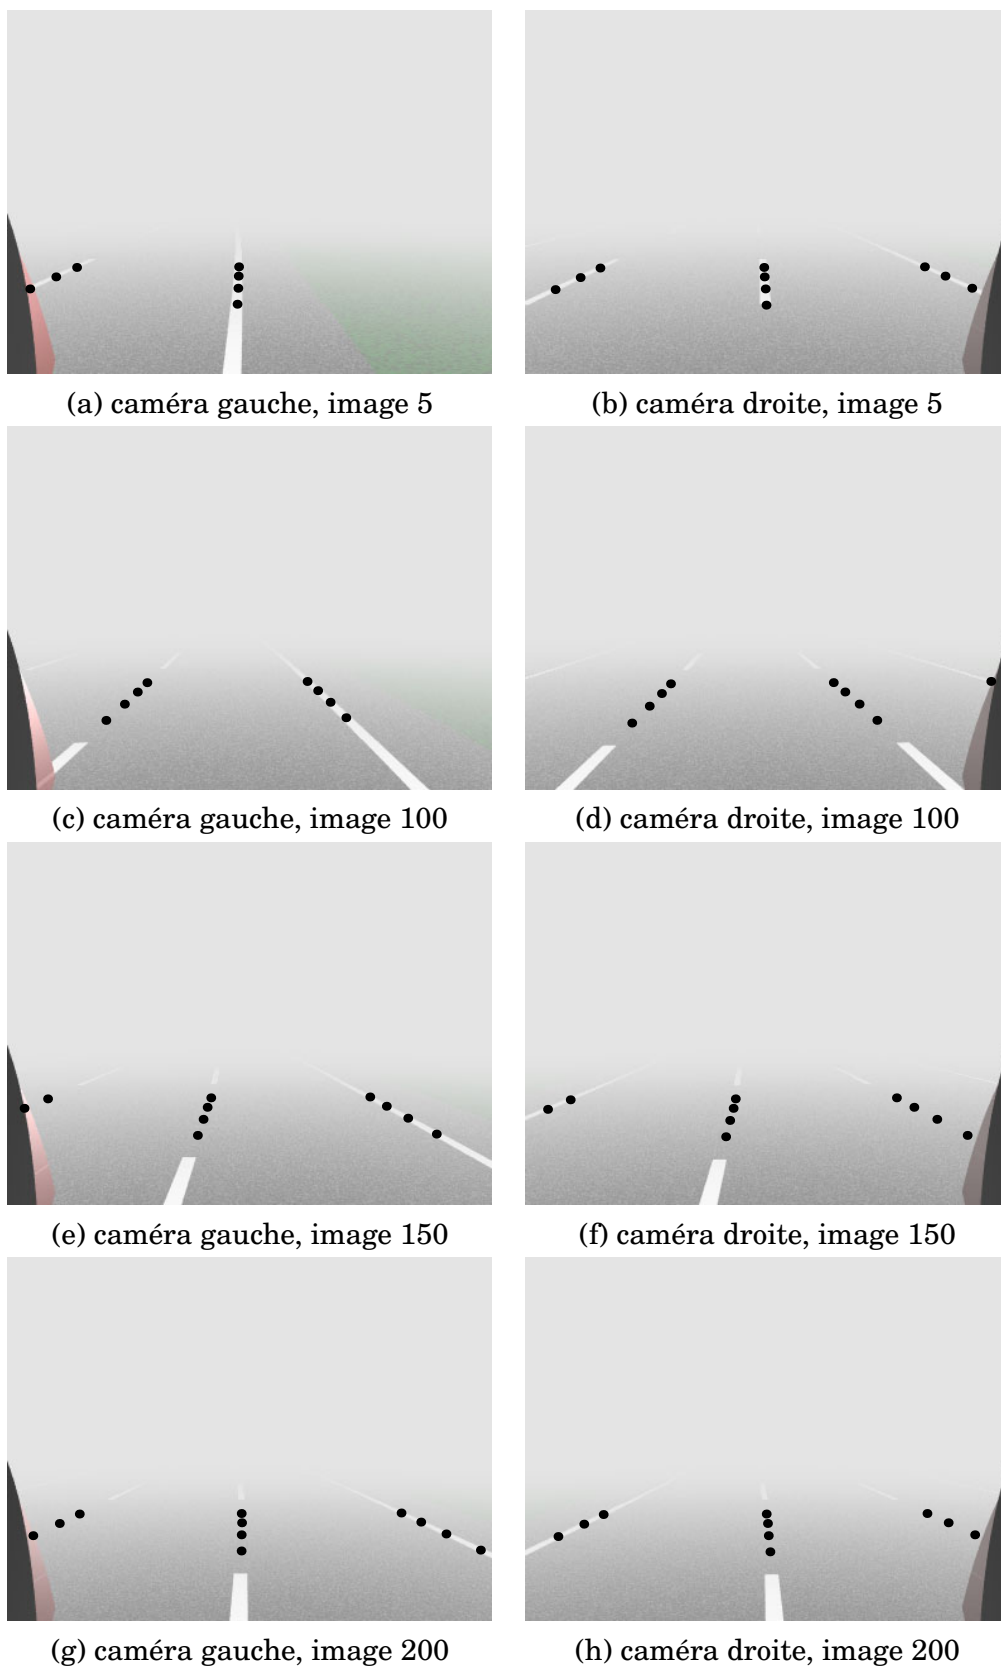 (a) caméra gauche, image 5
(b) caméra droite, image 5
(c) caméra gauche, image 100
(d) caméra droite, image 100
(e) caméra gauche, image 150
(f) caméra droite, image 150
(g) caméra gauche, image 200
(h) caméra droite, image 200